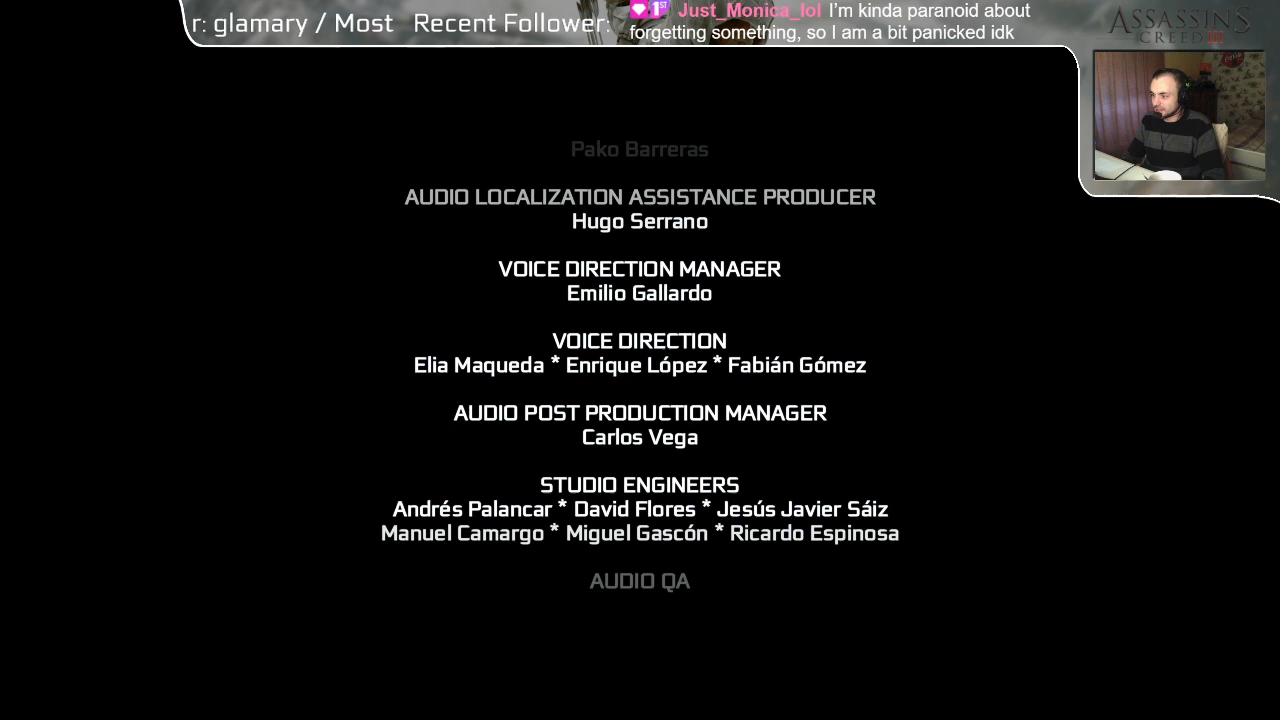 r: glamary / Most Recent Follower:
1ST Just_Monica_lol I'm kinda paranoid about
forgetting something, so I am a bit panicked idk
ASSASSIN'S
CREED III
Pako Barreras
AUDIO LOCALIZATION ASSISTANCE PRODUCER
Hugo Serrano
VOICE DIRECTION MANAGER
Emilio Gallardo
VOICE DIRECTION
Elia Maqueda * Enrique López * Fabián Gómez
AUDIO POST PRODUCTION MANAGER
Carlos Vega
STUDIO ENGINEERS
Andrés Palancar * David Flores * Jesús Javier Sáiz
Manuel Camargo * Miguel Gascón * Ricardo Espinosa
AUDIO QA